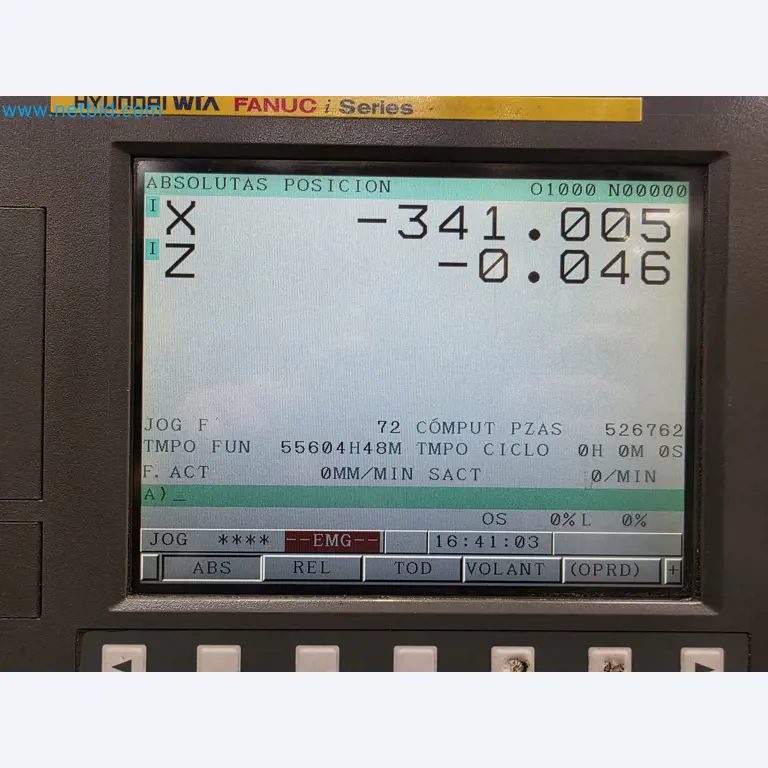 www.netbid.com
HYUNDAI WIA FANUC i Series
ABSOLUTAS POSICION O1000 N00000
I X -341.005
I Z -0.046
JOG F 72 CÓMPUT PZAS 526762
TMPO FUN 55604H48M TMPO CICLO 0H 0M 0S
F. ACT 0MM/MIN SACT 0/MIN
A)_
OS 0% L 0%
JOG **** --EMG-- 16:41:03
ABS REL TOD VOLANT (OPRD) +